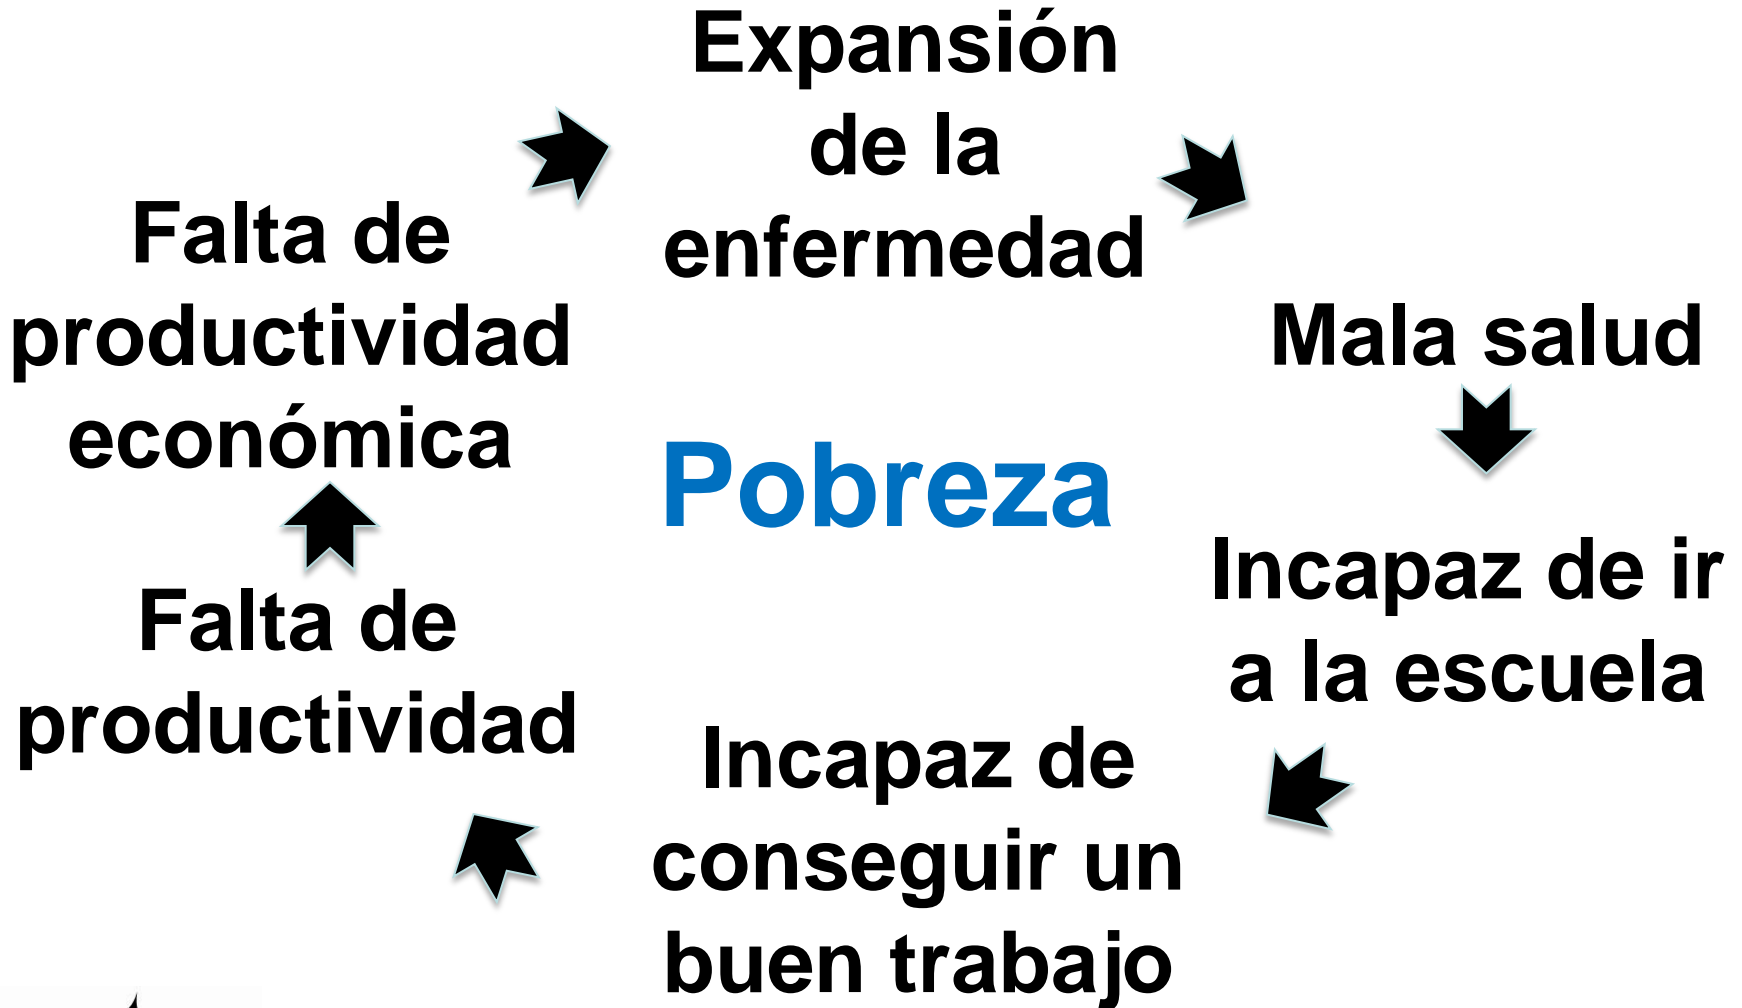 Expansión
de la
enfermedad
Mala salud
Incapaz de ir
a la escuela
Incapaz de
conseguir un
buen trabajo
Falta de
productividad
Falta de
productividad
económica
Pobreza